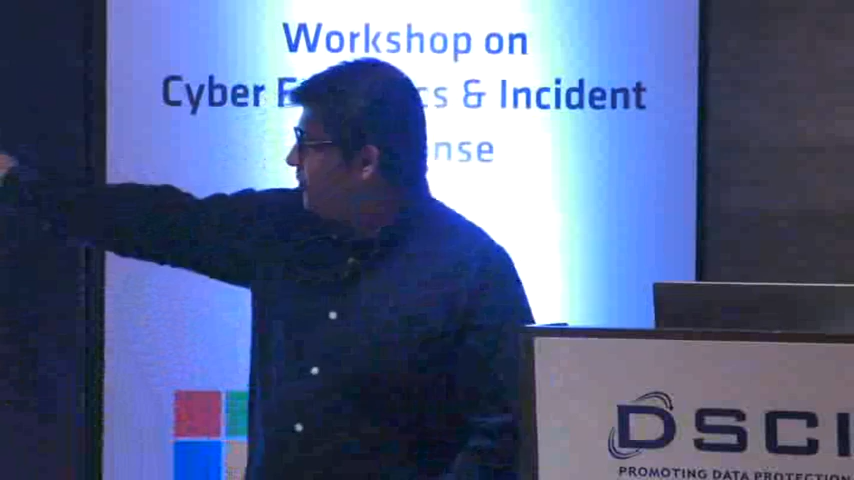 Workshop on
Cyber & Incident
DSCI
PROMOTING DATA PROTECTION